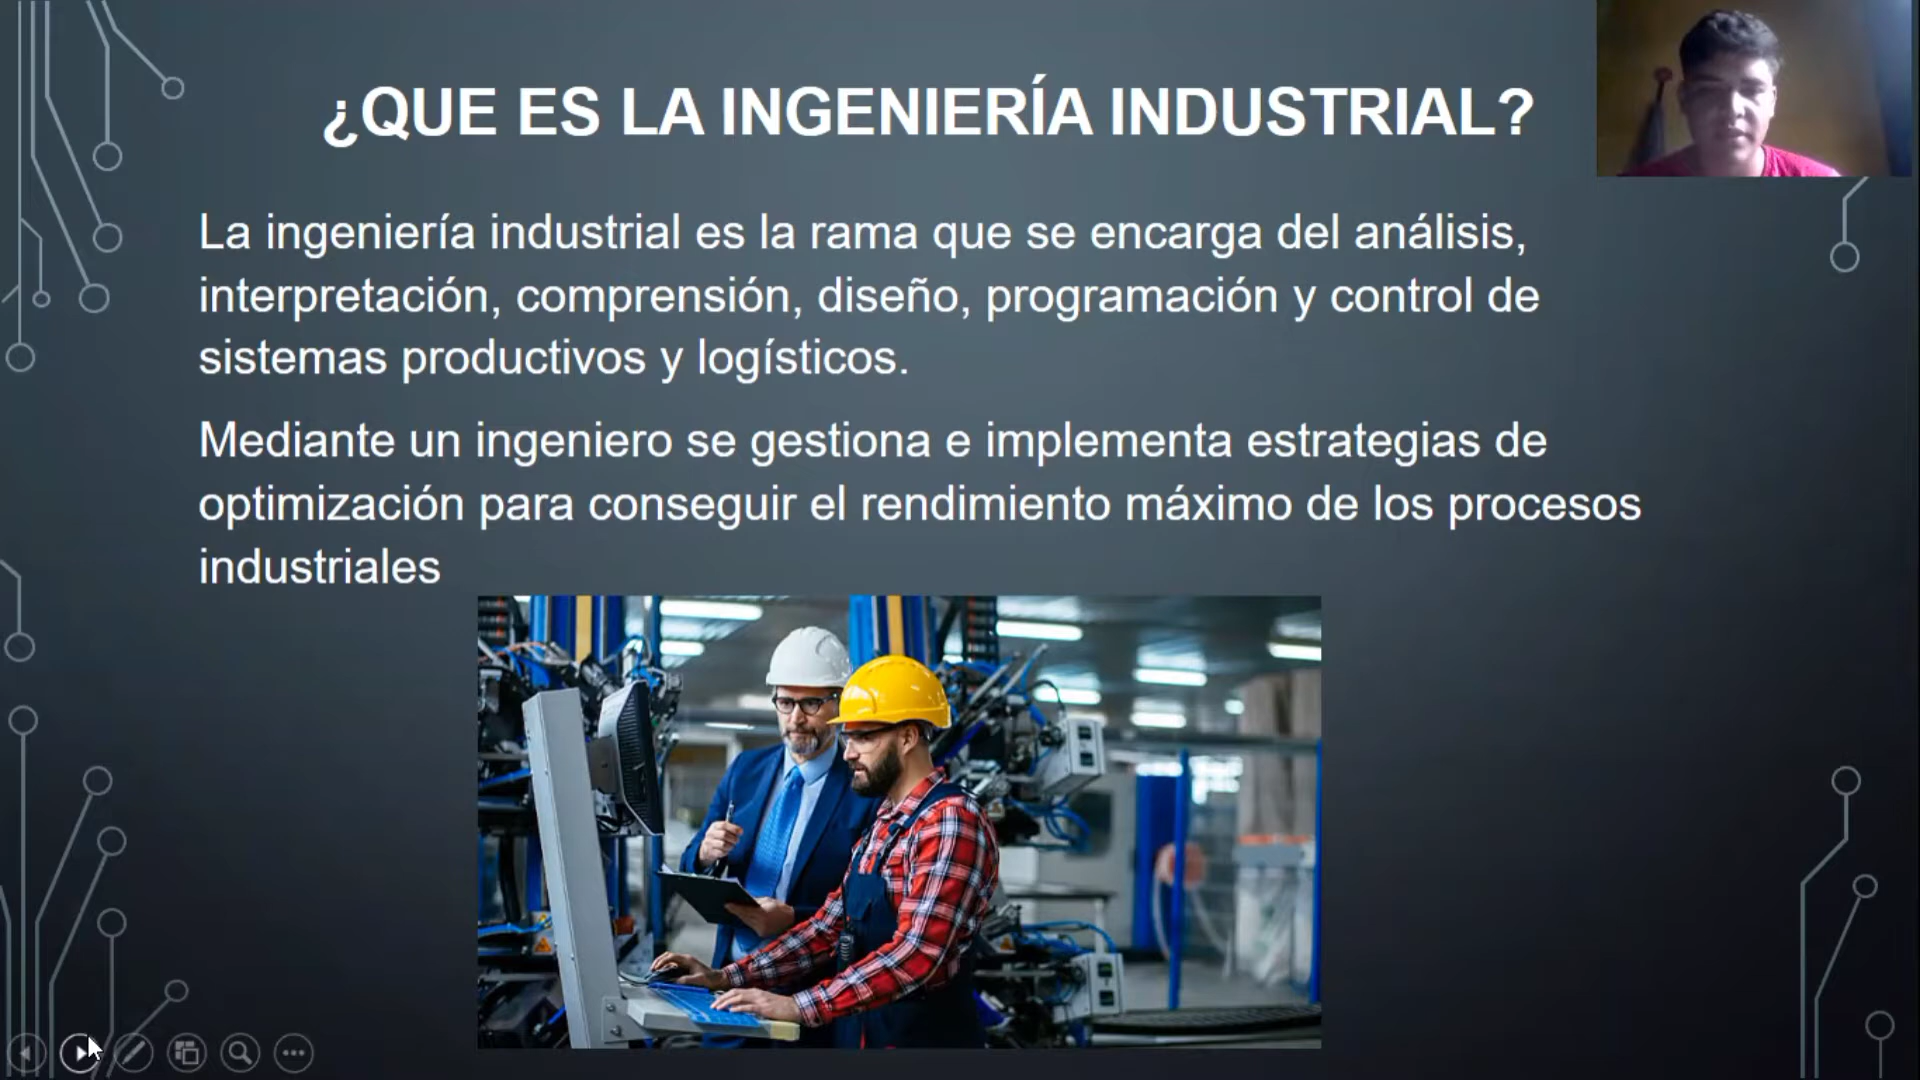 ¿QUE ES LA INGENIERÍA INDUSTRIAL?
La ingeniería industrial es la rama que se encarga del análisis,
interpretación, comprensión, diseño, programación y control de
sistemas productivos y logísticos.
Mediante un ingeniero se gestiona e implementa estrategias de
optimización para conseguir el rendimiento máximo de los procesos
industriales